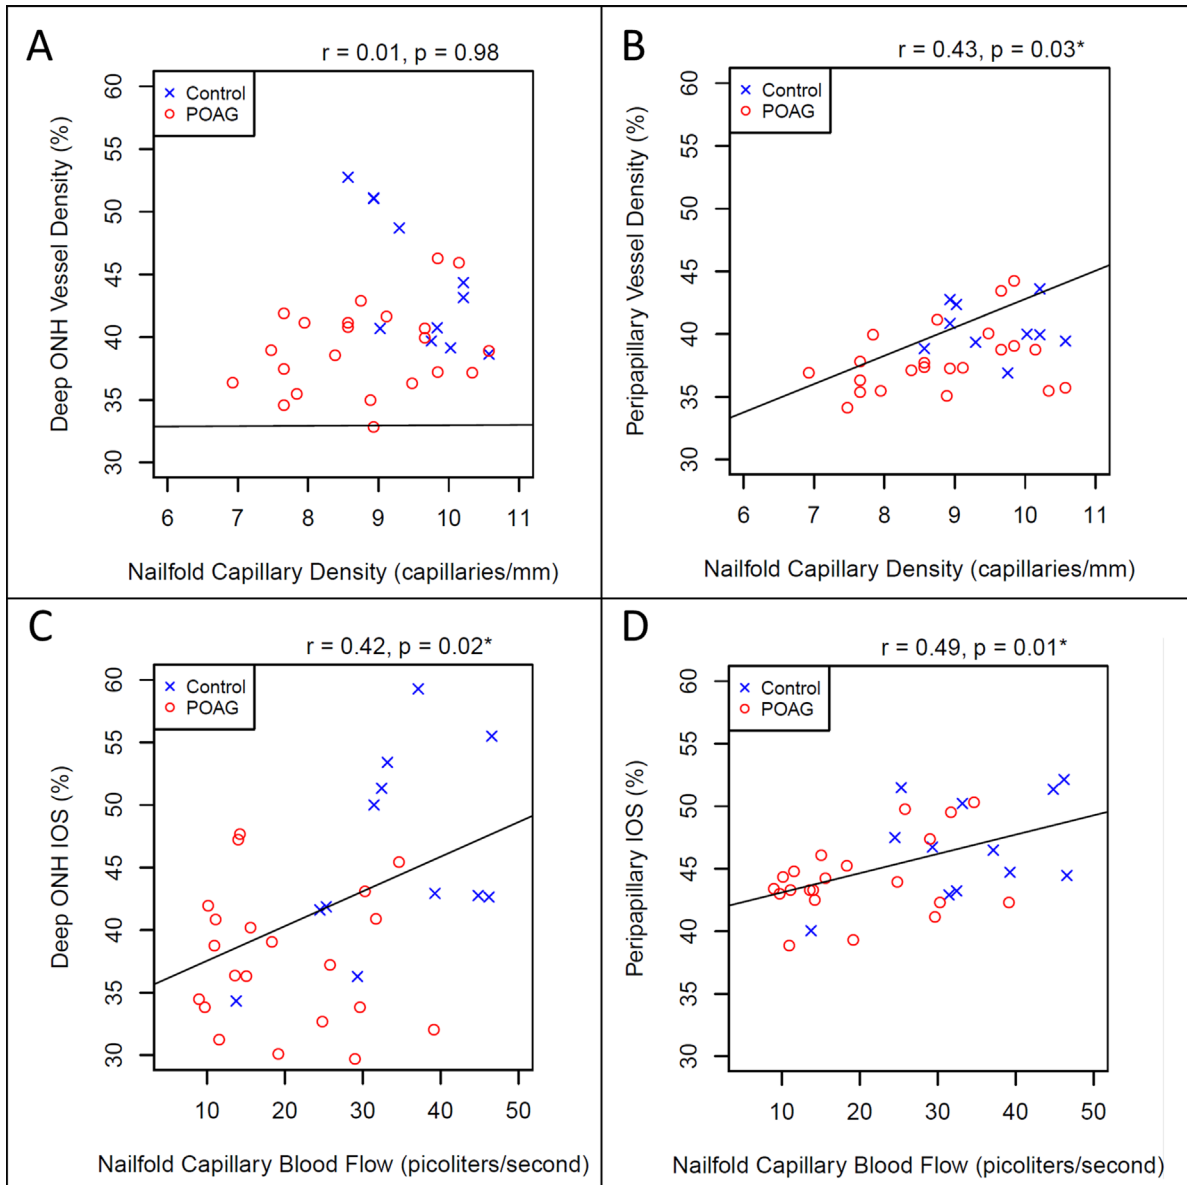 A
r = 0.01, p = 0.98
Control
POAG
Deep ONH Vessel Density (%)
60
55
50
45
40
35
30
6 7 8 9 10 11
Nailfold Capillary Density (capillaries/mm)
B
r = 0.43, p = 0.03*
Control
POAG
Peripapillary Vessel Density (%)
60
55
50
45
40
35
30
6 7 8 9 10 11
Nailfold Capillary Density (capillaries/mm)
C
r = 0.42, p = 0.02*
Control
POAG
Deep ONH IOS (%)
60
55
50
45
40
35
30
10 20 30 40 50
Nailfold Capillary Blood Flow (picoliters/second)
D
r = 0.49, p = 0.01*
Control
POAG
Peripapillary IOS (%)
60
55
50
45
40
35
30
10 20 30 40 50
Nailfold Capillary Blood Flow (picoliters/second)